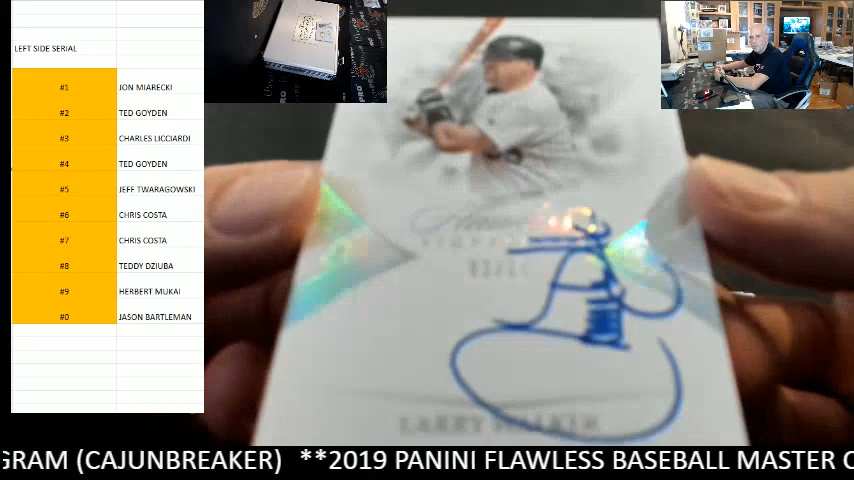 LEFT SIDE SERIAL
#1 JON MIARECKI
#2 TED GOYDEN
#3 CHARLES LICCIARDI
#4 TED GOYDEN
#5 JEFF TWARAGOWSKI
#6 CHRIS COSTA
#7 CHRIS COSTA
#8 TEDDY DZIUBA
#9 HERBERT MUKAI
#0 JASON BARTLEMAN
LARRY WALKER
GRAM (CAJUNBREAKER) **2019 PANINI FLAWLESS BASEBALL MASTER C